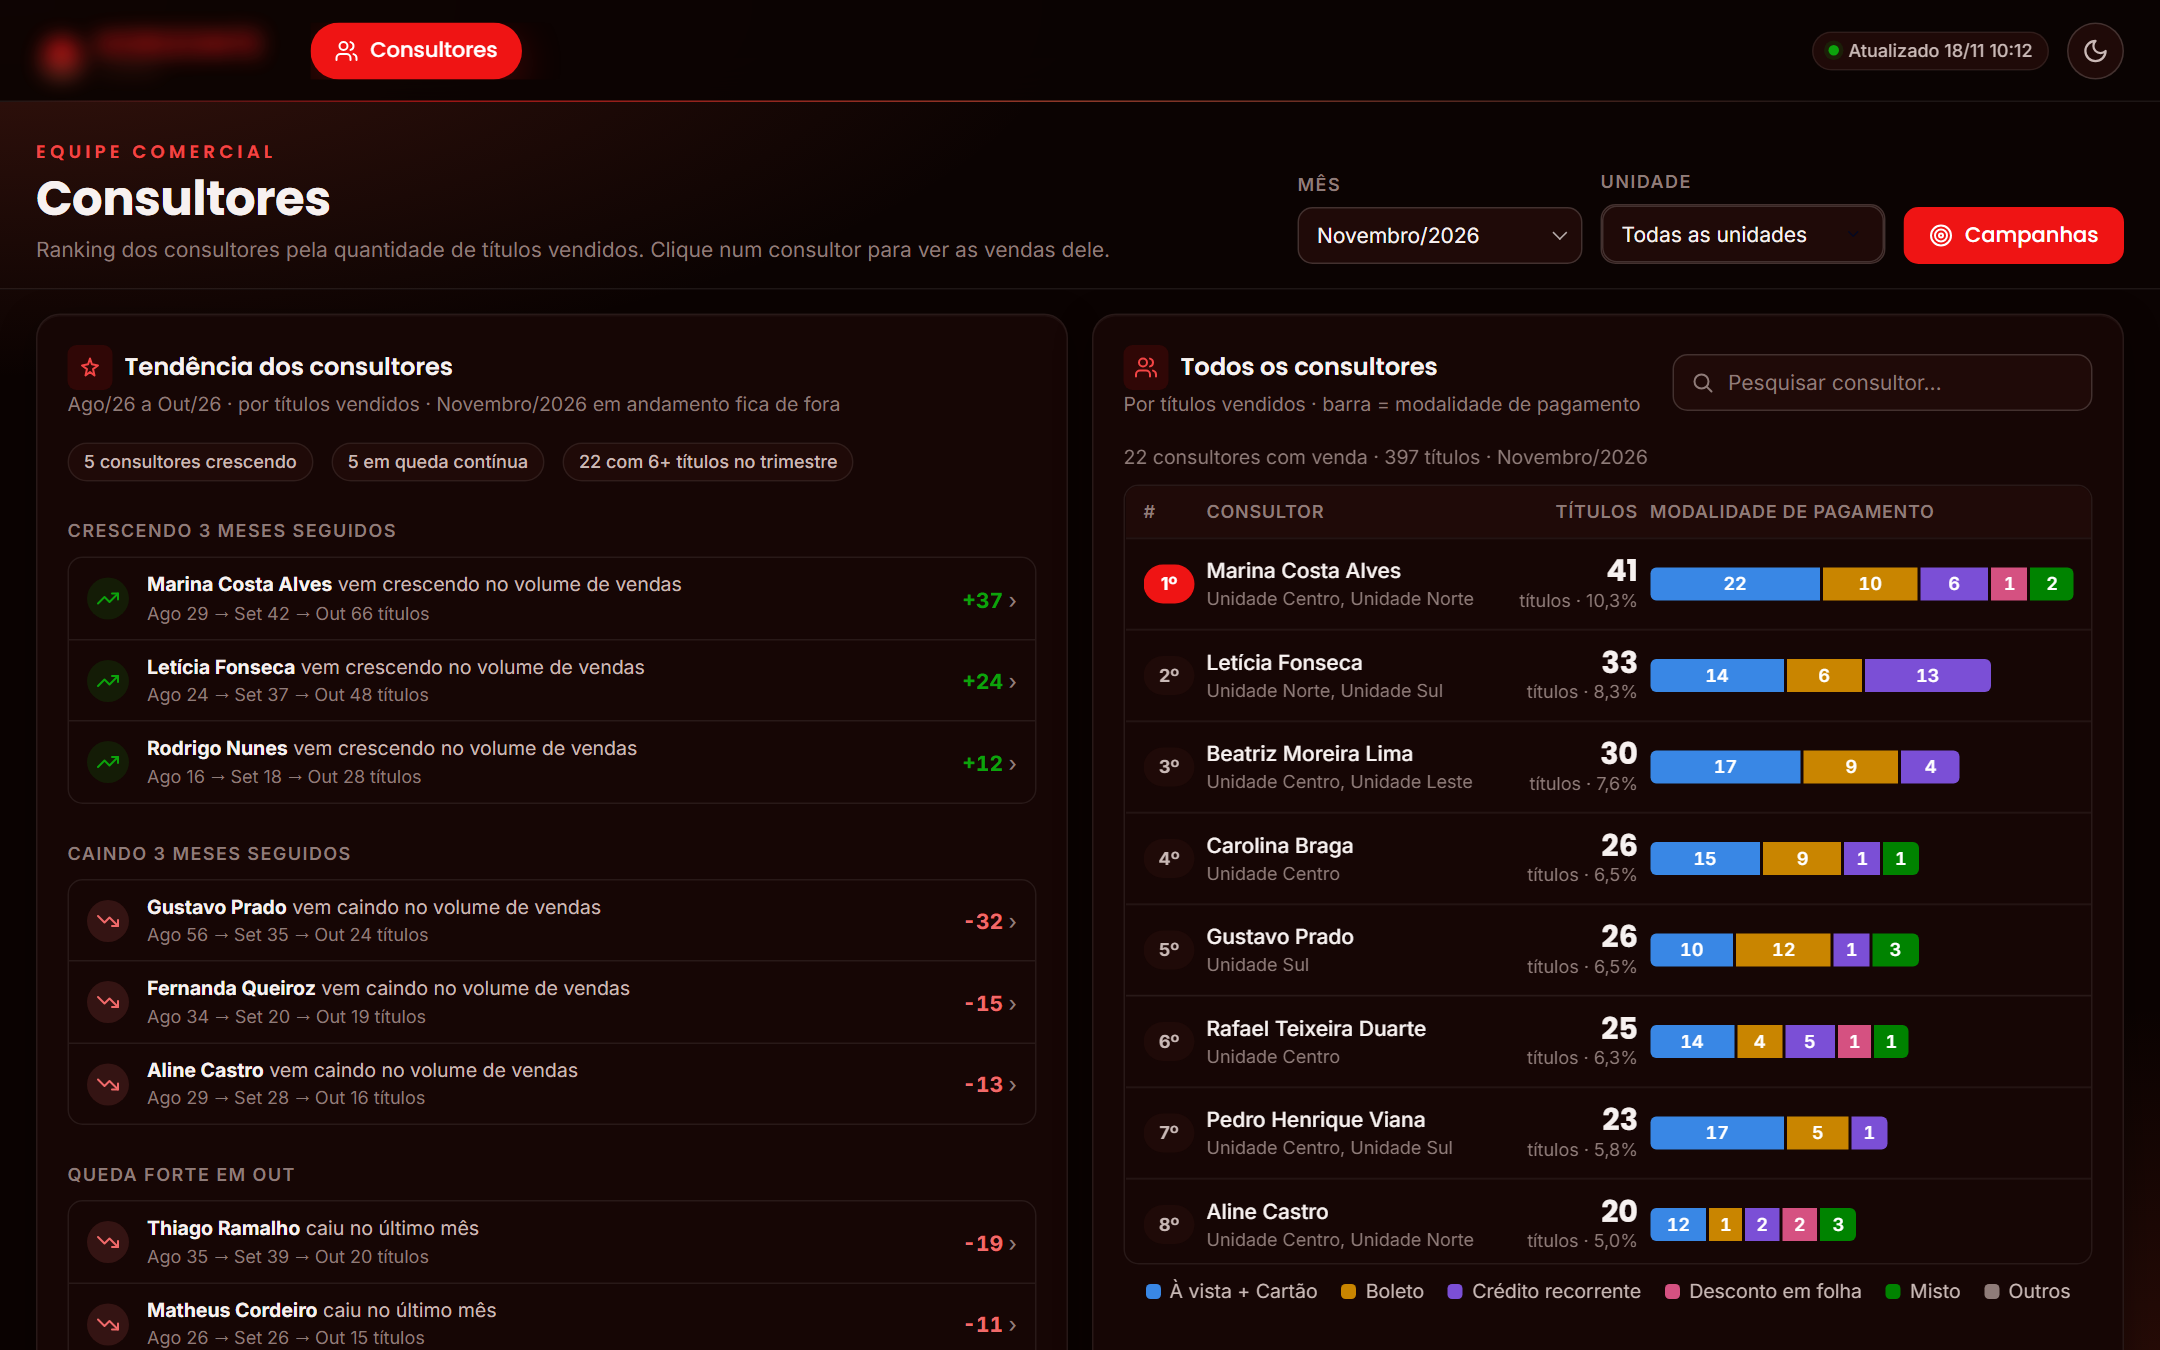 Consultores
Atualizado 18/11 10:12
EQUIPE COMERCIAL
Consultores
Ranking dos consultores pela quantidade de títulos vendidos. Clique num consultor para ver as vendas dele.
MÊS
Novembro/2026
UNIDADE
Todas as unidades
Campanhas
Tendência dos consultores
Ago/26 a Out/26 · por títulos vendidos · Novembro/2026 em andamento fica de fora
5 consultores crescendo
5 em queda contínua
22 com 6+ títulos no trimestre
CRESCENDO 3 MESES SEGUIDOS
Marina Costa Alves vem crescendo no volume de vendas
Ago 29 → Set 42 → Out 66 títulos
+37 ›
Letícia Fonseca vem crescendo no volume de vendas
Ago 24 → Set 37 → Out 48 títulos
+24 ›
Rodrigo Nunes vem crescendo no volume de vendas
Ago 16 → Set 18 → Out 28 títulos
+12 ›
CAINDO 3 MESES SEGUIDOS
Gustavo Prado vem caindo no volume de vendas
Ago 56 → Set 35 → Out 24 títulos
-32 ›
Fernanda Queiroz vem caindo no volume de vendas
Ago 34 → Set 20 → Out 19 títulos
-15 ›
Aline Castro vem caindo no volume de vendas
Ago 29 → Set 28 → Out 16 títulos
-13 ›
QUEDA FORTE EM OUT
Thiago Ramalho caiu no último mês
Ago 35 → Set 39 → Out 20 títulos
-19 ›
Matheus Cordeiro caiu no último mês
Ago 26 → Set 26 → Out 15 títulos
-11 ›
Todos os consultores
Por títulos vendidos · barra = modalidade de pagamento
Pesquisar consultor...
22 consultores com venda · 397 títulos · Novembro/2026
# CONSULTOR TÍTULOS MODALIDADE DE PAGAMENTO
1º Marina Costa Alves 41 22 10 6 1 2
Unidade Centro, Unidade Norte títulos · 10,3%
2º Letícia Fonseca 33 14 6 13
Unidade Norte, Unidade Sul títulos · 8,3%
3º Beatriz Moreira Lima 30 17 9 4
Unidade Centro, Unidade Leste títulos · 7,6%
4º Carolina Braga 26 15 9 1 1
Unidade Centro títulos · 6,5%
5º Gustavo Prado 26 10 12 1 3
Unidade Sul títulos · 6,5%
6º Rafael Teixeira Duarte 25 14 4 5 1 1
Unidade Centro títulos · 6,3%
7º Pedro Henrique Viana 23 17 5 1
Unidade Centro, Unidade Sul títulos · 5,8%
8º Aline Castro 20 12 1 2 2 3
Unidade Centro, Unidade Norte títulos · 5,0%
À vista + Cartão Boleto Crédito recorrente Desconto em folha Misto Outros